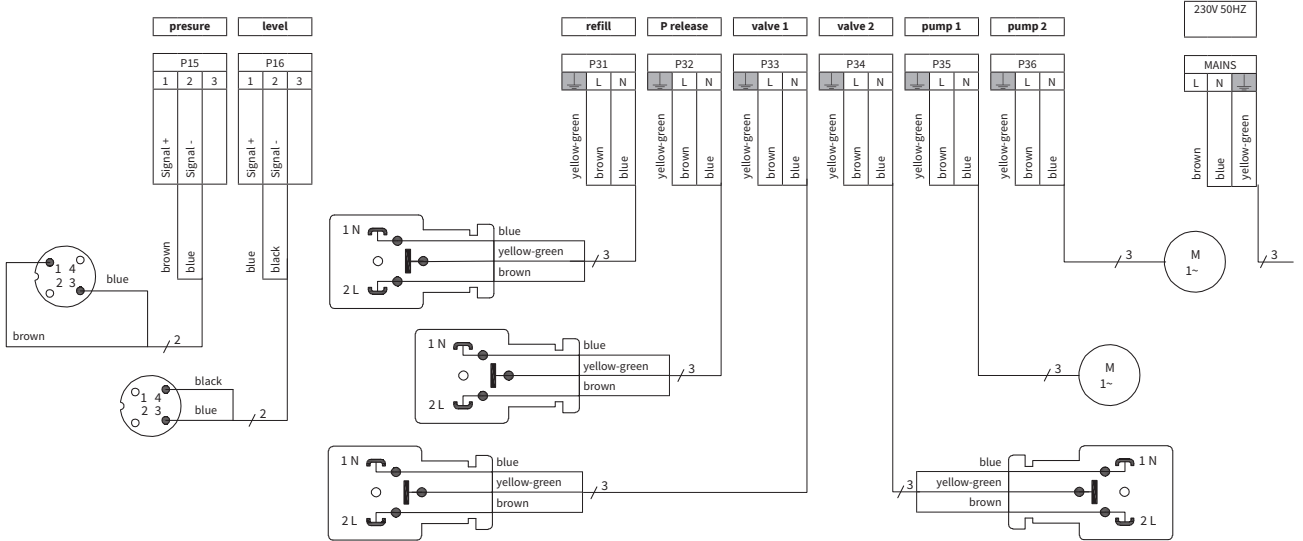 presure level refill P release valve 1 valve 2 pump 1 pump 2 230V 50HZ
P15 P16 P31 P32 P33 P34 P35 P36 MAINS
1 2 3 1 2 3 L N L N L N L N L N L N L N
Signal + Signal - Signal + Signal - yellow-green brown blue yellow-green brown blue yellow-green brown blue yellow-green brown blue yellow-green brown blue yellow-green brown blue brown blue yellow-green
brown blue blue black
1 N blue
yellow-green 3
brown
2 L
3 M 1~ 3
1 4
2 3 blue
brown 2
1 N blue
yellow-green 3
brown
2 L
3 M 1~
black
1 4
2 3 blue 2
1 N blue
yellow-green 3
brown
2 L
blue 1 N
3 yellow-green
brown
2 L